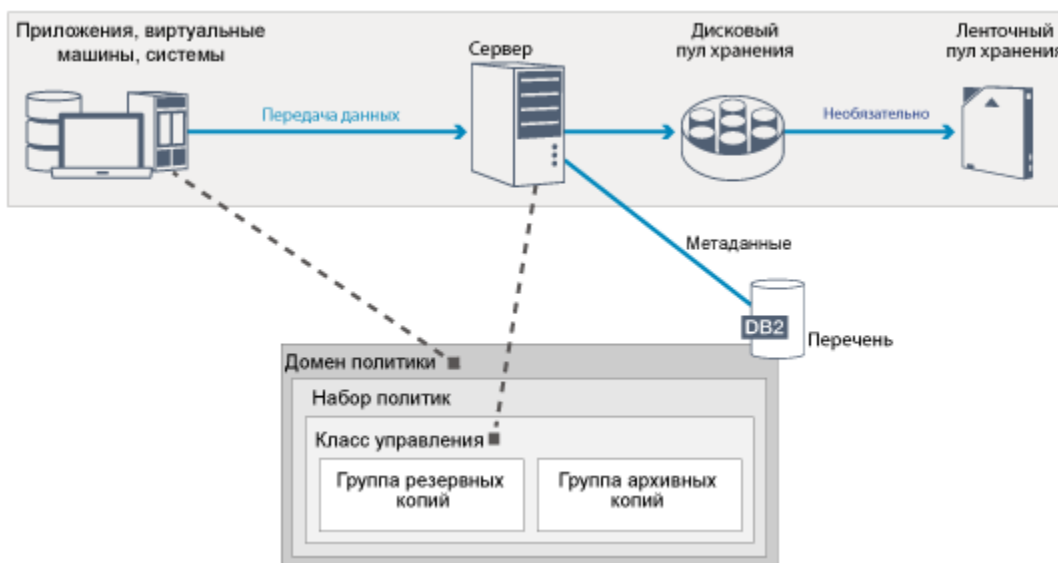 Приложения, виртуальные
машины, системы
Сервер
Дисковый
пул хранения
Ленточный
пул хранения
Передача данных
Необязательно
Метаданные
DB2
Перечень
Домен политики
Набор политик
Класс управления
Группа резервных
копий
Группа архивных
копий